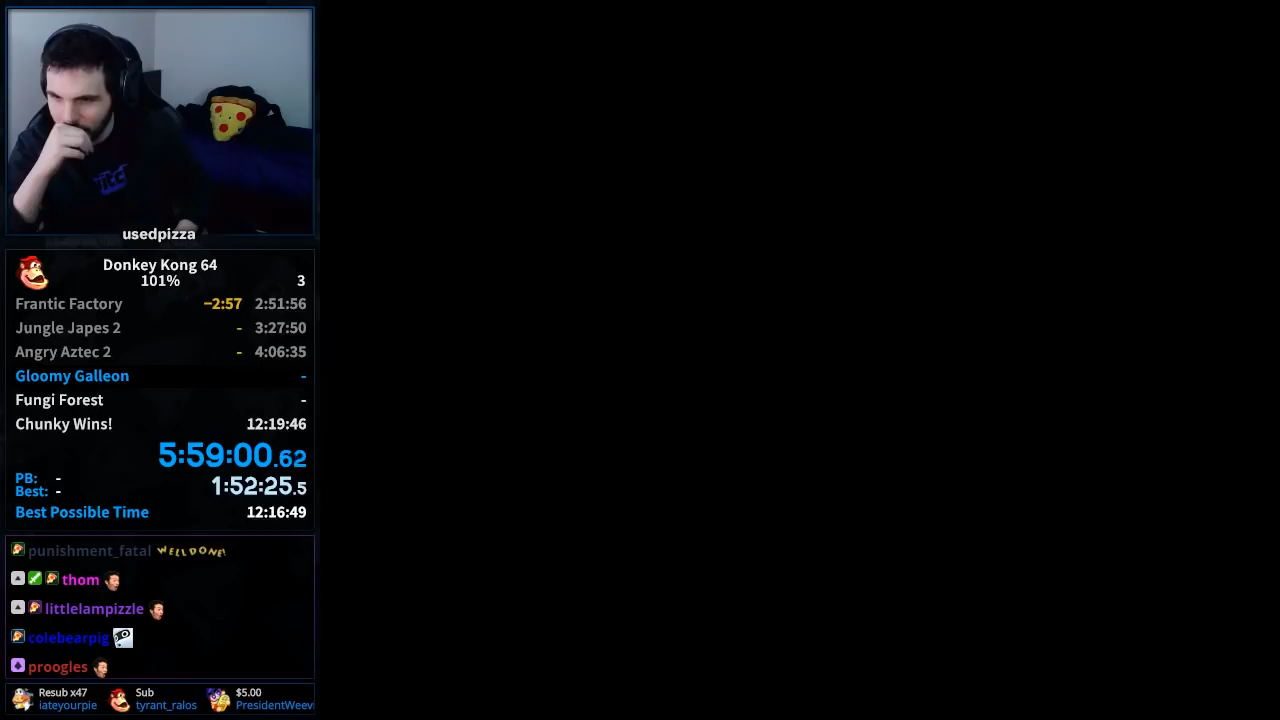 usedpizza
Donkey Kong 64
101% 3
Frantic Factory −2:57 2:51:56
Jungle Japes 2 - 3:27:50
Angry Aztec 2 - 4:06:35
Gloomy Galleon -
Fungi Forest -
Chunky Wins! 12:19:46
5:59:00.62
PB: -
Best: - 1:52:25.5
Best Possible Time 12:16:49
punishment_fatal WELLDONE!
thom
littlelampizzle
colebearpig
proogles
Resub x47 Sub $5.00
iateyourpie tyrant_ralos PresidentWeevi